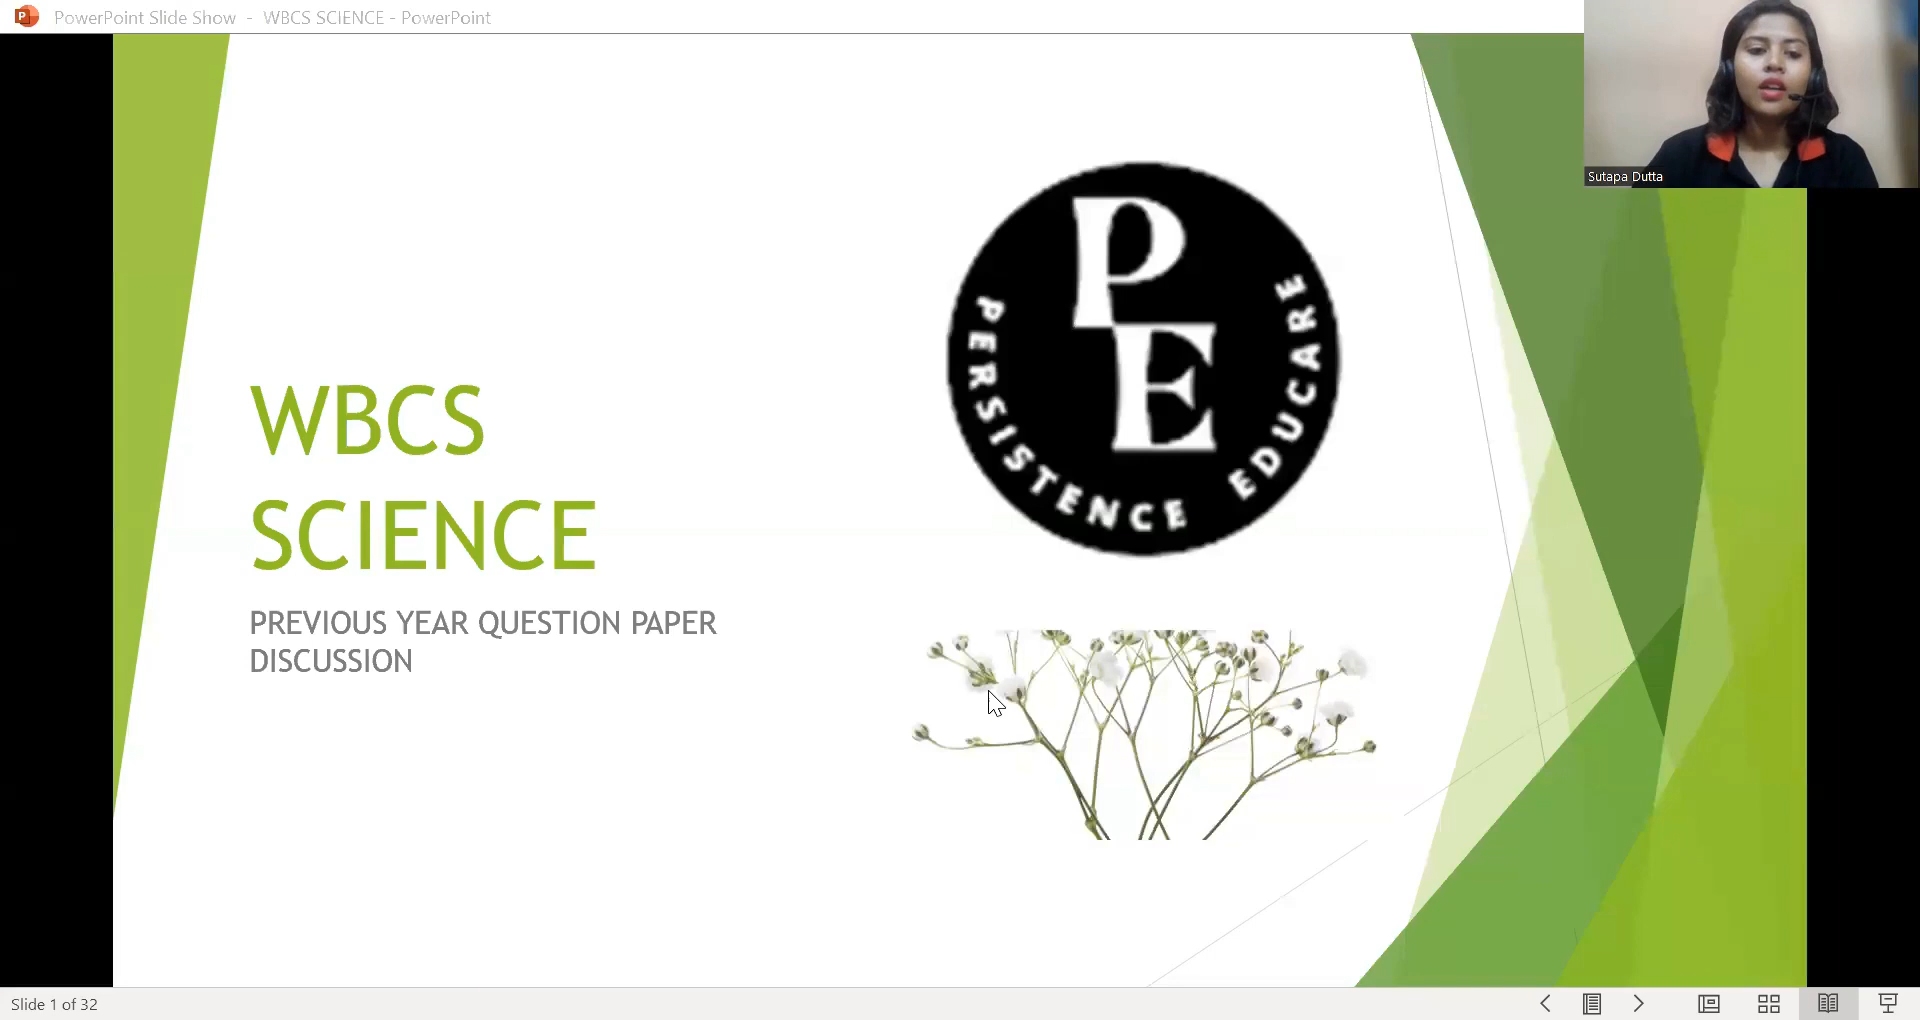 PowerPoint Slide Show - WBCS SCIENCE - PowerPoint
Sutapa Dutta
P
E
PERSISTENCE EDUCARE
WBCS
SCIENCE
PREVIOUS YEAR QUESTION PAPER
DISCUSSION
Slide 1 of 32